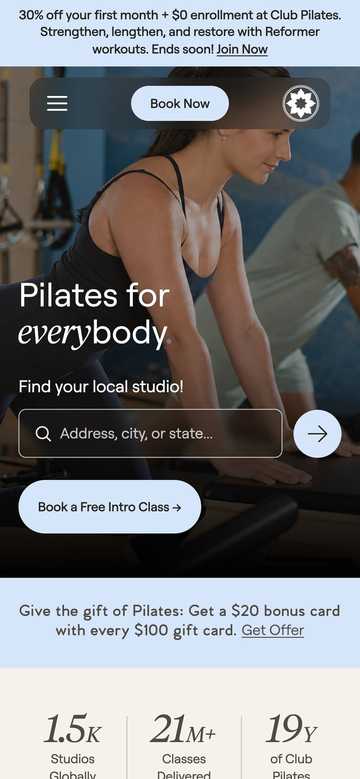 30% off your first month + $0 enrollment at Club Pilates.
Strengthen, lengthen, and restore with Reformer
workouts. Ends soon! Join Now
Book Now
Pilates for
everybody.
Find your local studio!
Address, city, or state...
Book a Free Intro Class →
Give the gift of Pilates: Get a $20 bonus card
with every $100 gift card. Get Offer
1.5K 21M+ 19Y
Studios Classes of Club
Globally Delivered Pilates